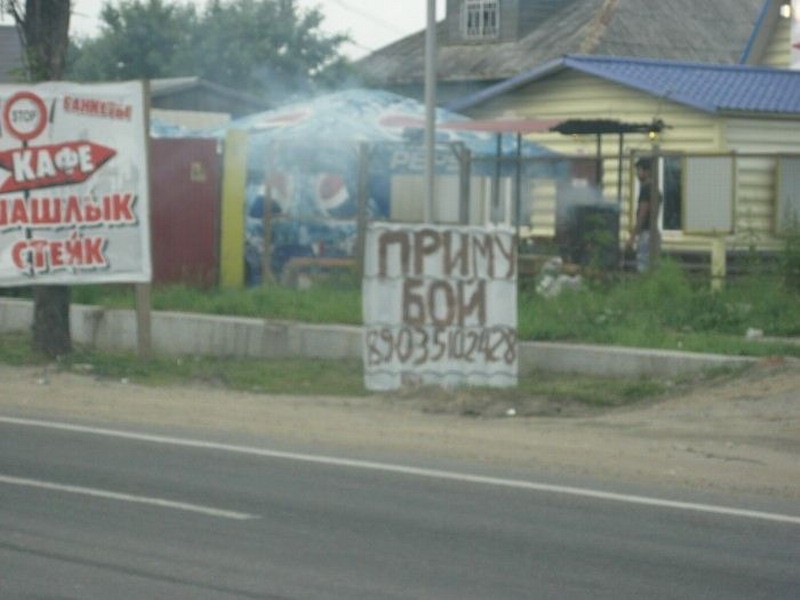 STOP
БАНКЕТЫ
КАФЕ
ШАШЛЫК
СТЕЙК
PEPSI
ПРИМУ
БОЙ
89035102428